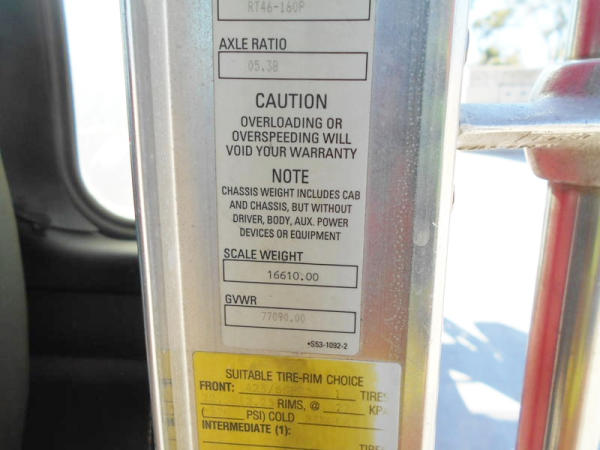 RT46-160P
AXLE RATIO
05.38
CAUTION
OVERLOADING OR
OVERSPEEDING WILL
VOID YOUR WARRANTY
NOTE
CHASSIS WEIGHT INCLUDES CAB
AND CHASSIS, BUT WITHOUT
DRIVER, BODY, AUX. POWER
DEVICES OR EQUIPMENT
SCALE WEIGHT
16610.00
GVWR
77090.00
•S53-1092-2
SUITABLE TIRE-RIM CHOICE
FRONT: TIRE
RIMS, @ KP
PSI) COLD
INTERMEDIATE (1):